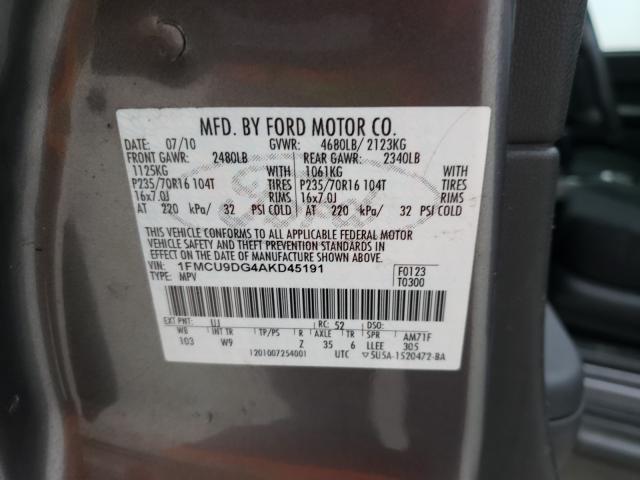 MFD. BY FORD MOTOR CO.
DATE: 07/10 GVWR: 4680LB/ 2123KG
FRONT GAWR: 2480LB REAR GAWR: 2340LB
1125KG WITH 1061KG WITH
P235/70R16 104T TIRES P235/70R16 104T TIRES
16x7.0J RIMS 16x7.0J RIMS
AT 220 kPa/ 32 PSI COLD AT 220 kPa/ 32 PSI COLD
THIS VEHICLE CONFORMS TO ALL APPLICABLE FEDERAL MOTOR
VEHICLE SAFETY AND THEFT PREVENTION STANDARDS IN
EFFECT ON THE DATE OF MANUFACTURE SHOWN ABOVE.
VIN: 1FMCU9DG4AKD45191 F0123
TYPE: MPV T0300
EXT PNT: UJ RC: 52 DSO:
WB INT TR TP/PS R AXLE TR SPR AM71F
103 W9 Z 35 6 LLEE 305
1201007254001 UTC 5U5A-1520472-BA